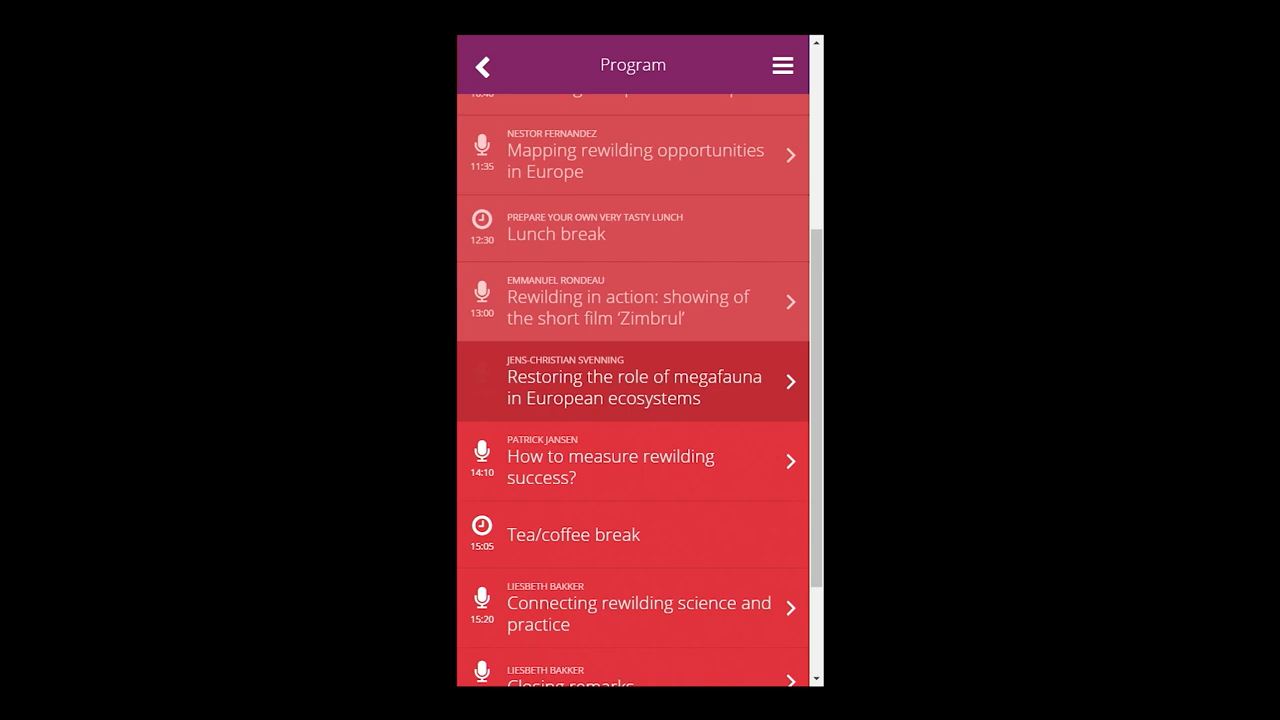 Program
NESTOR FERNANDEZ
Mapping rewilding opportunities
in Europe
11:35
PREPARE YOUR OWN VERY TASTY LUNCH
Lunch break
12:30
EMMANUEL RONDEAU
Rewilding in action: showing of
the short film ‘Zimbrul’
13:00
JENS-CHRISTIAN SVENNING
Restoring the role of megafauna
in European ecosystems
PATRICK JANSEN
How to measure rewilding
success?
14:10
Tea/coffee break
15:05
LIESBETH BAKKER
Connecting rewilding science and
practice
15:20
LIESBETH BAKKER
Closing remarks